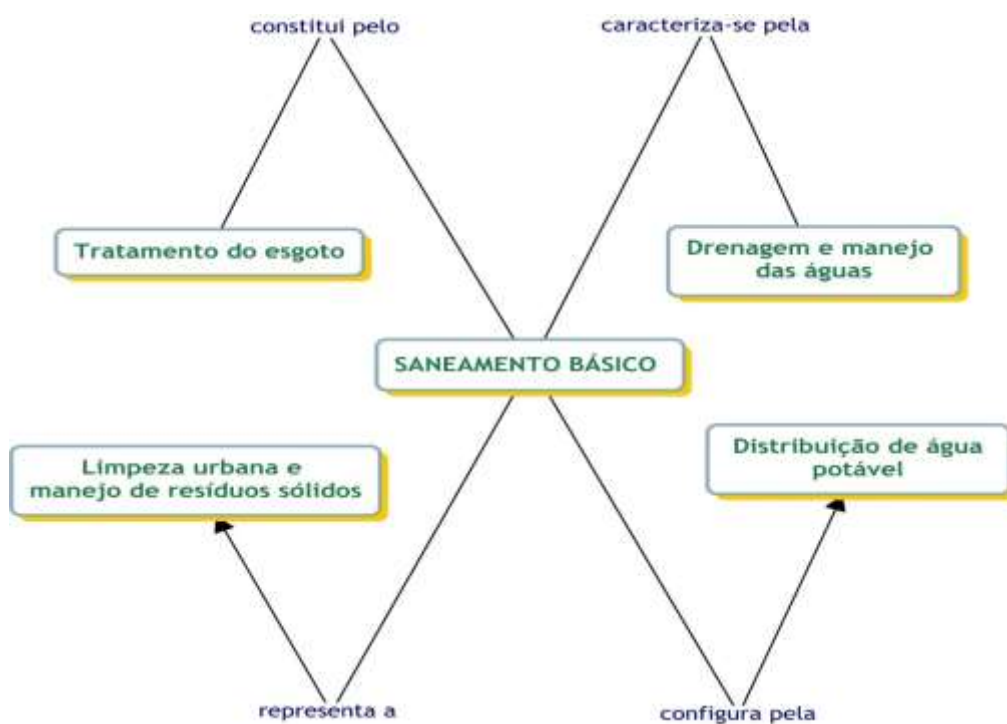 constitui pelo
caracteriza-se pela
Tratamento do esgoto
Drenagem e manejo
das águas
SANEAMENTO BÁSICO
Limpeza urbana e
manejo de resíduos sólidos
Distribuição de água
potável
representa a
configura pela